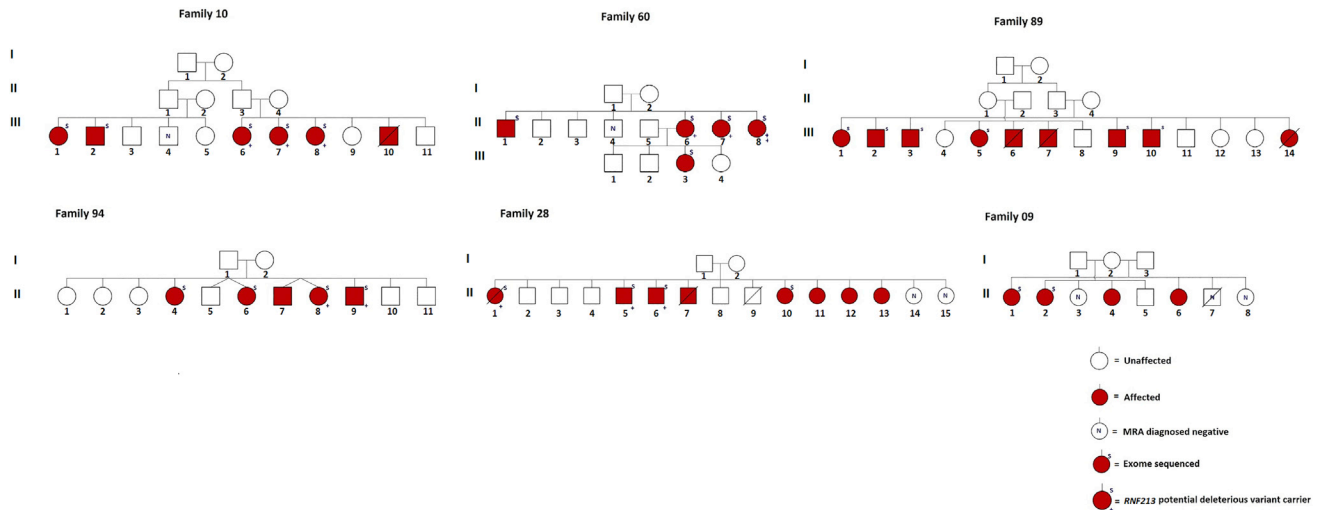 Family 10
I
1 2
II
1 2 3 4
III
S S N S S S
+ + +
1 2 3 4 5 6 7 8 9 10 11
Family 60
I
1 2
II
S N S S S
+ + + +
1 2 3 4 5 6 7 8
III
S
1 2 3 4
Family 89
I
1 2
II
1 2 3 4
III
s s s s s s
1 2 3 4 5 6 7 8 9 10 11 12 13 14
Family 94
I
1 2
II
S S S S
+ +
1 2 3 4 5 6 7 8 9 10 11
Family 28
I
1 2
II
S S S S N N
+ + +
1 2 3 4 5 6 7 8 9 10 11 12 13 14 15
Family 09
I
1 2 3
II
S S N N N
1 2 3 4 5 6 7 8
= Unaffected
= Affected
N = MRA diagnosed negative
S = Exome sequenced
S
= RNF213 potential deleterious variant carrier
+